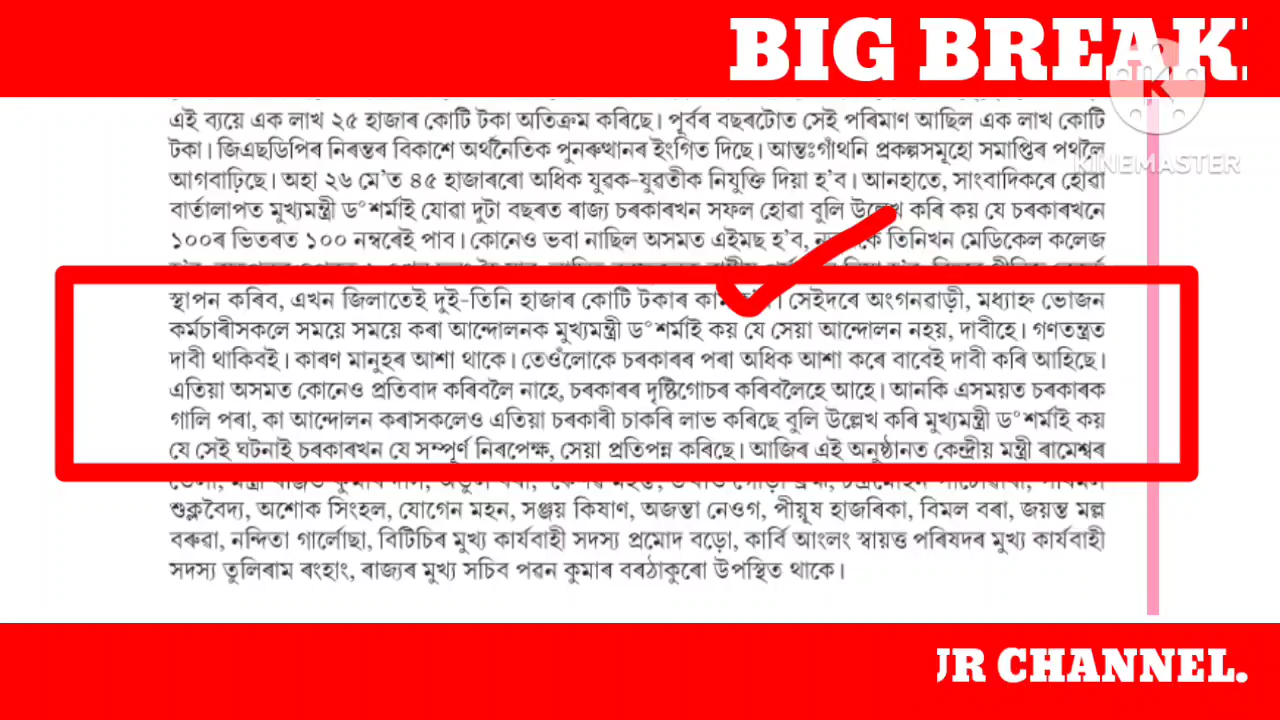 BIG BREAK
KINEMASTER
এই ব্যয়ে এক লাখ ২৫ হাজাৰ কোটি টকা অতিক্ৰম কৰিছে। পূৰ্বৰ বছৰটোত সেই পৰিমাণ আছিল এক লাখ কোটি
টকা। জিএছডিপিৰ নিৰন্তৰ বিকাশে অৰ্থনৈতিক পুনৰুত্থানৰ ইংগিত দিছে। আন্তঃগাঁথনি প্ৰকল্পসমূহো সমাপ্তিৰ পথলৈ
আগবাঢ়িছে। অহা ২৬ মে'ত ৪৫ হাজাৰৰো অধিক যুৱক-যুৱতীক নিযুক্তি দিয়া হ'ব। আনহাতে, সাংবাদিকৰে হোৱা
বাৰ্তালাপত মুখ্যমন্ত্ৰী ড° শৰ্মাই যোৱা দুটা বছৰত ৰাজ্য চৰকাৰখন সফল হোৱা বুলি উল্লেখ কৰি কয় যে চৰকাৰখনে
১০০ৰ ভিতৰত ১০০ নম্বৰেই পাব। কোনেও ভবা নাছিল অসমত এইমছ হ'ব, তিনিখন মেডিকেল কলেজ
স্থাপন কৰিব, এখন জিলাতেই দুই-তিনি হাজাৰ কোটি টকাৰ সেইদৰে অংগনৱাড়ী, মধ্যাহ্ন ভোজন
কৰ্মচাৰীসকলে সময়ে সময়ে কৰা আন্দোলনক মুখ্যমন্ত্ৰী ড°শৰ্মাই কয় যে সেয়া আন্দোলন নহয়, দাবীহে। গণতন্ত্ৰত
দাবী থাকিবই। কাৰণ মানুহৰ আশা থাকে। তেওঁলোকে চৰকাৰৰ পৰা অধিক আশা কৰে বাবেই দাবী কৰি আহিছে।
এতিয়া অসমত কোনেও প্ৰতিবাদ কৰিবলৈ নাহে, চৰকাৰৰ দৃষ্টিগোচৰ কৰিবলৈহে আহে। আনকি এসময়ত চৰকাৰক
গালি পৰা, কা আন্দোলন কৰাসকলেও এতিয়া চৰকাৰী চাকৰি লাভ কৰিছে বুলি উল্লেখ কৰি মুখ্যমন্ত্ৰী ড°শৰ্মাই কয়
যে সেই ঘটনাই চৰকাৰখন যে সম্পূৰ্ণ নিৰপেক্ষ, সেয়া প্ৰতিপন্ন কৰিছে। আজিৰ এই অনুষ্ঠানত কেন্দ্ৰীয় মন্ত্ৰী ৰামেশ্বৰ
শুক্লবৈদ্য, অশোক সিংহল, যোগেন মহন, সঞ্জয় কিষাণ, অজন্তা নেওগ, পীয়ূষ হাজৰিকা, বিমল বৰা, জয়ন্ত মল্ল
বৰুৱা, নন্দিতা গাৰ্লোছা, বিটিচিৰ মুখ্য কাৰ্যবাহী সদস্য প্ৰমোদ বড়ো, কাৰ্বি আংলং স্বায়ত্ত পৰিষদৰ মুখ্য কাৰ্যবাহী
সদস্য তুলিৰাম ৰংহাং, ৰাজ্যৰ মুখ্য সচিব পৱন কুমাৰ বৰঠাকুৰো উপস্থিত থাকে।
UR CHANNEL.